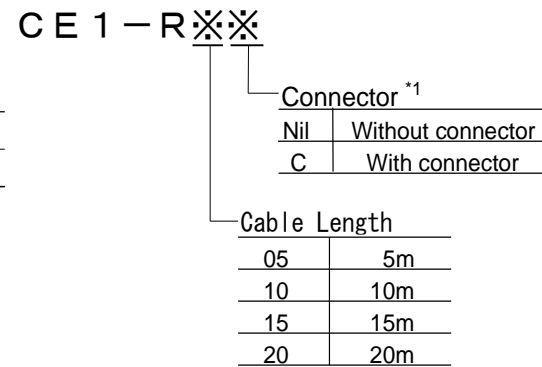 CE1-R※※
Connector *1
Nil Without connector
C With connector
Cable Length
05 5m
10 10m
15 15m
20 20m